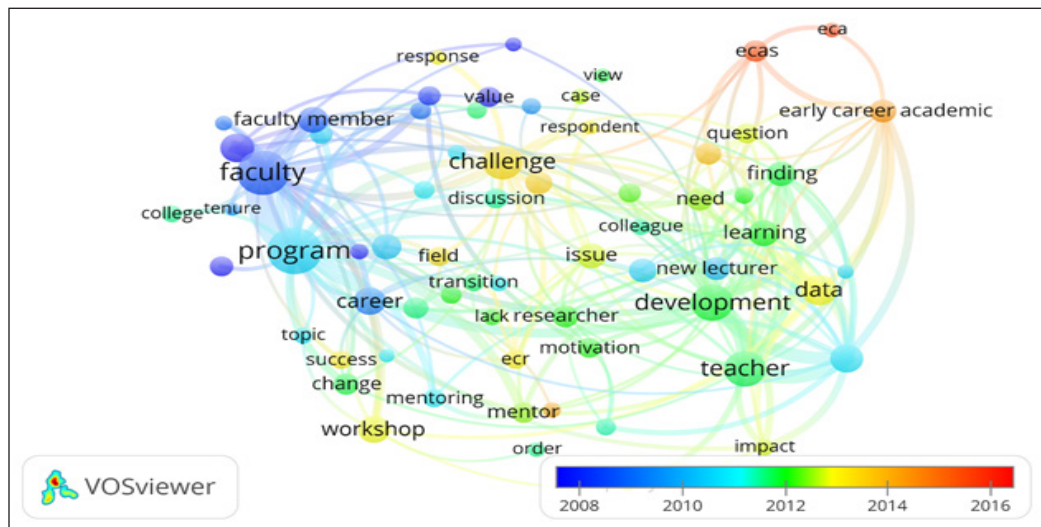 eca
ecas
response
view
value
case
early career academic
faculty member
respondent
question
challenge
faculty
finding
discussion
need
college
tenure
colleague
learning
program
field
issue
new lecturer
transition
data
career
development
lack
researcher
topic
motivation
success
ecr
teacher
change
mentoring
mentor
workshop
order
impact
VOSviewer
2008
2010
2012
2014
2016